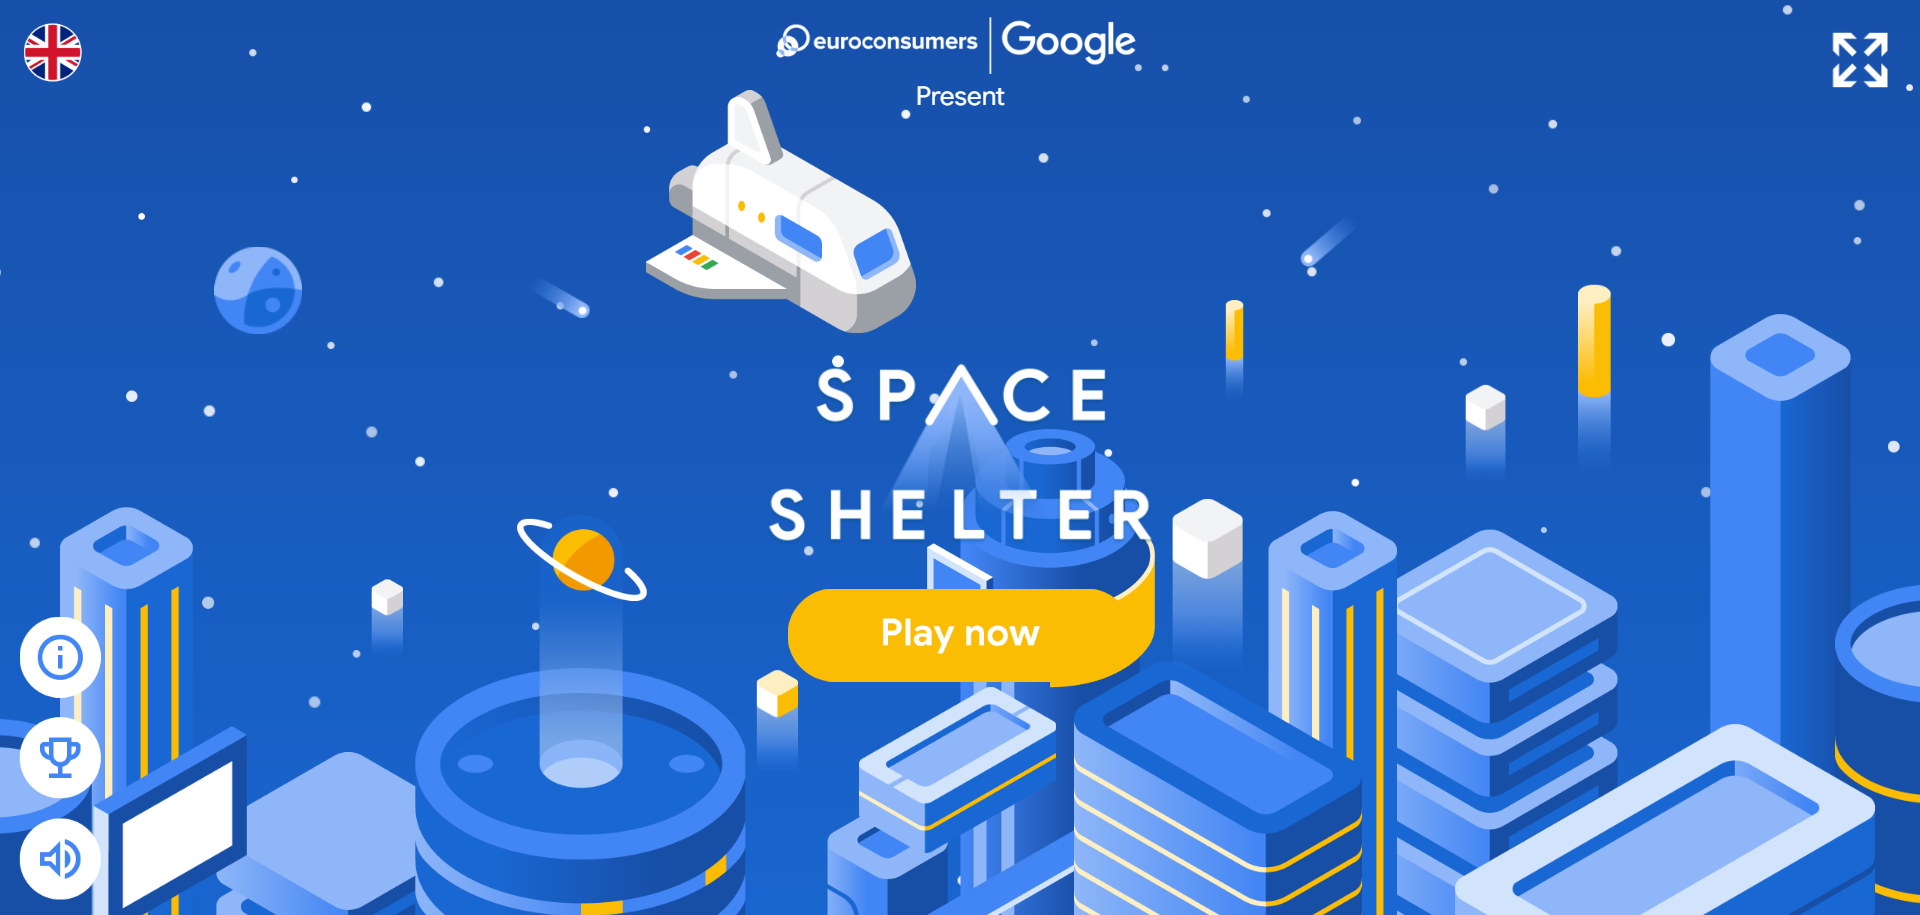 euroconsumers | Google
Present
SPACE
SHELTER
Play now